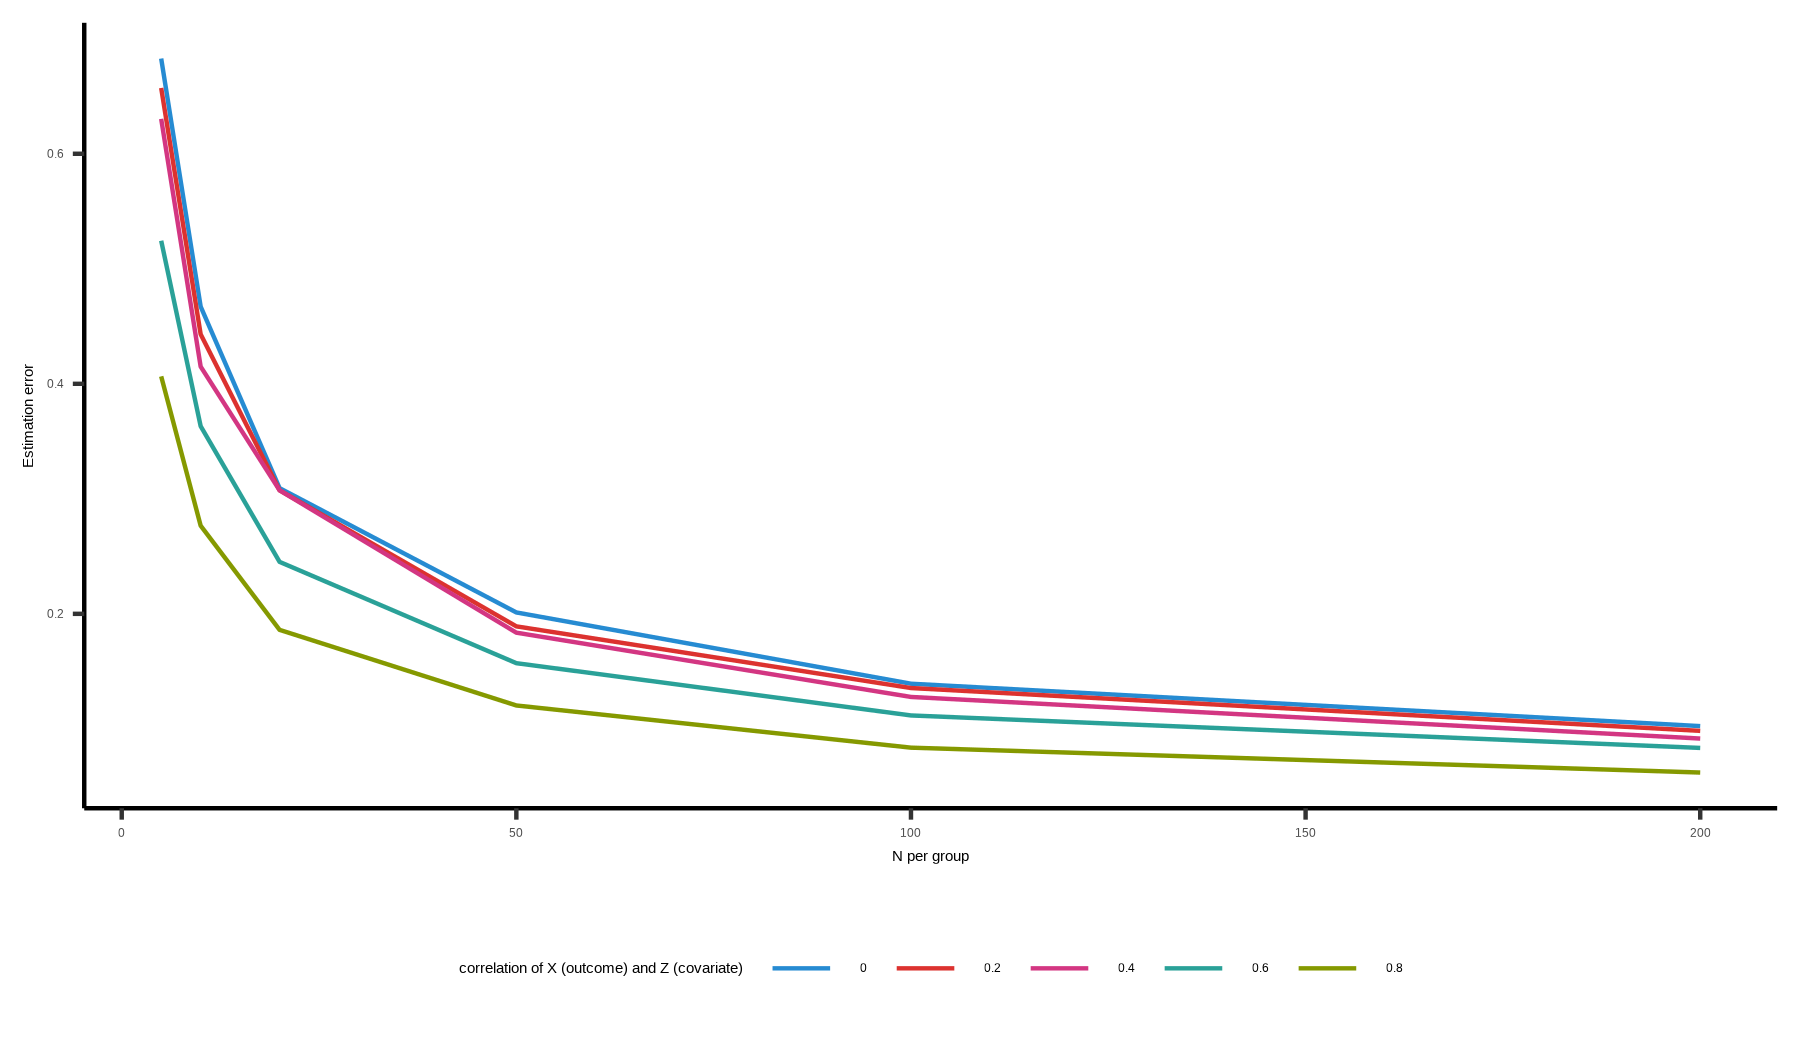 Estimation error
0.6
0.4
0.2
0 50 100 150 200
N per group
correlation of X (outcome) and Z (covariate) 0 0.2 0.4 0.6 0.8